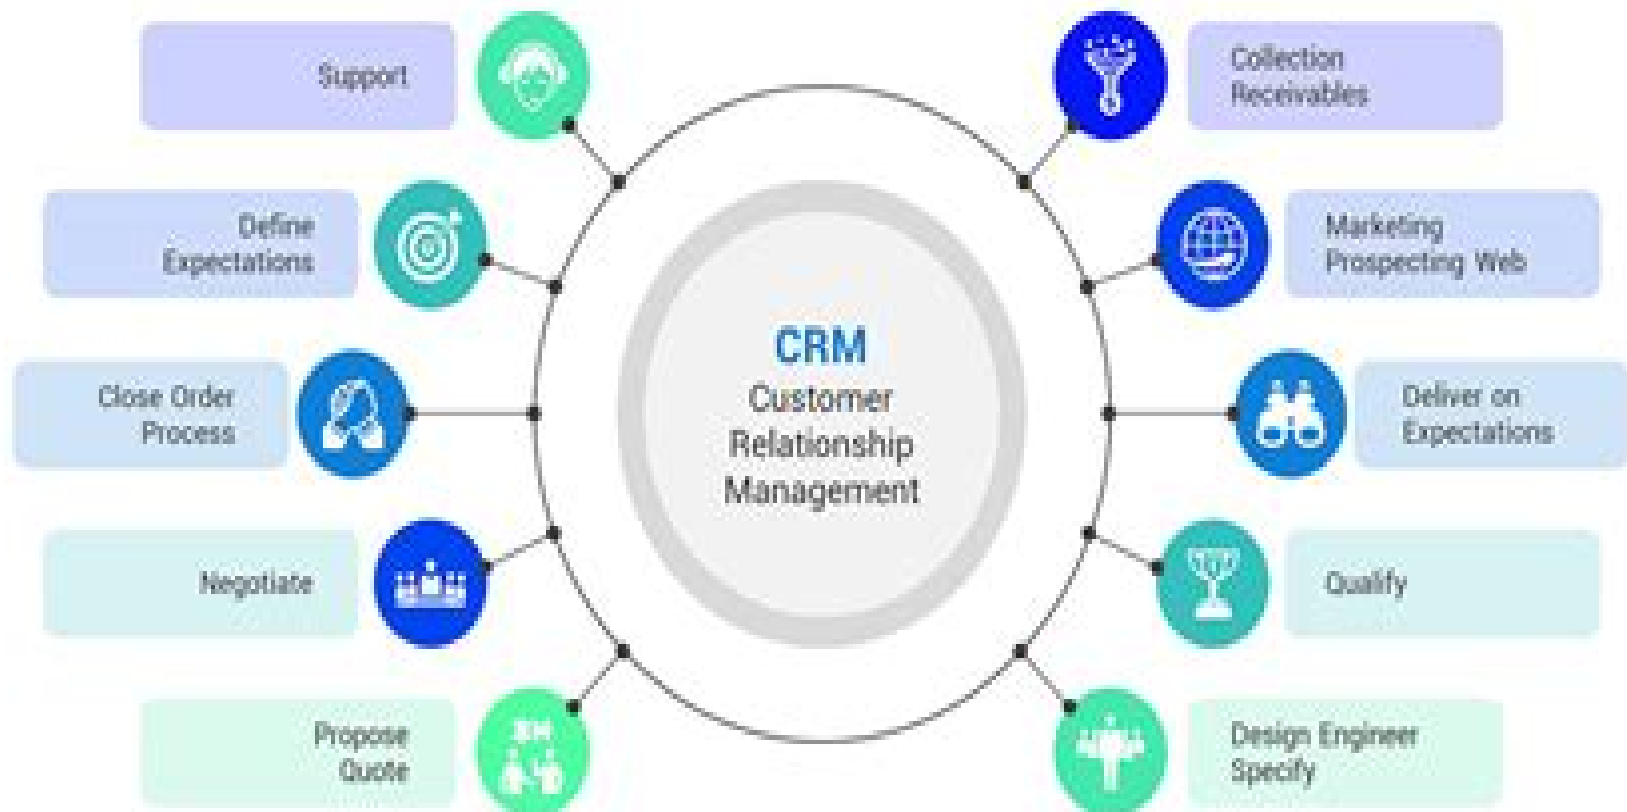 Support
Define
Expectations
Close Order
Process
Negotiate
Propose
Quote
CRM
Customer
Relationship
Management
Collection
Receivables
Marketing
Prospecting Web
Deliver on
Expectations
Qualify
Design Engineer
Specify